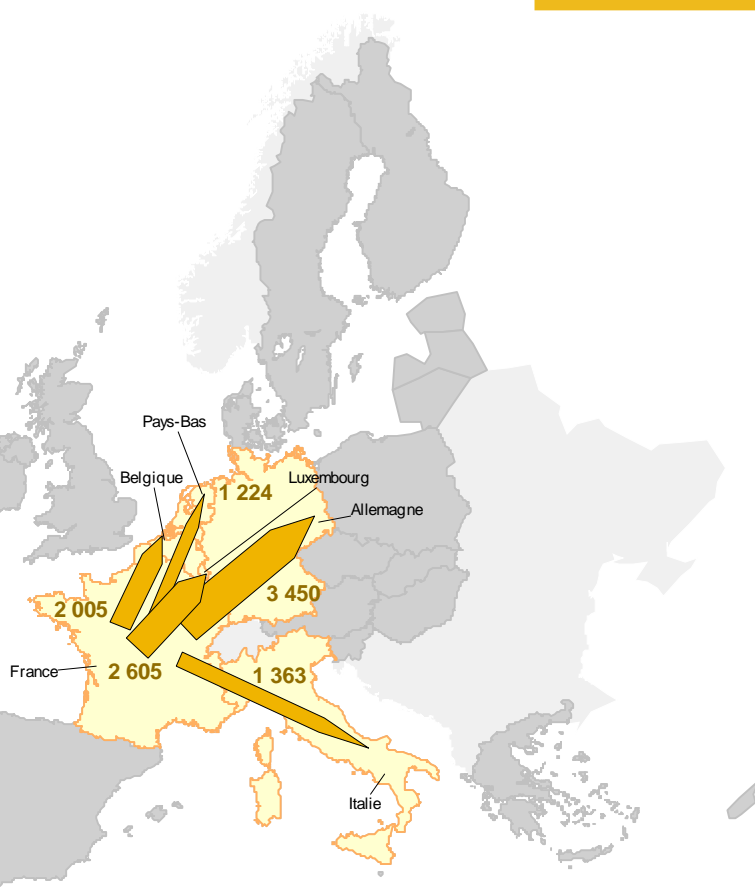 Pays-Bas
Belgique
Luxembourg
1 224
Allemagne
3 450
2 005
France
2 605
1 363
Italie